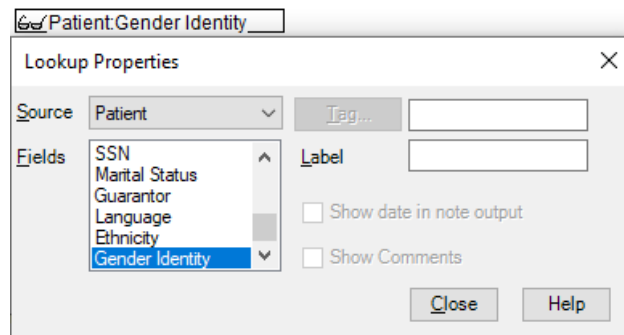 Patient:Gender Identity
Lookup Properties
Source Patient Tag...
Fields SSN Label
Marital Status
Guarantor
Language Show date in note output
Ethnicity
Gender Identity Show Comments
Close Help